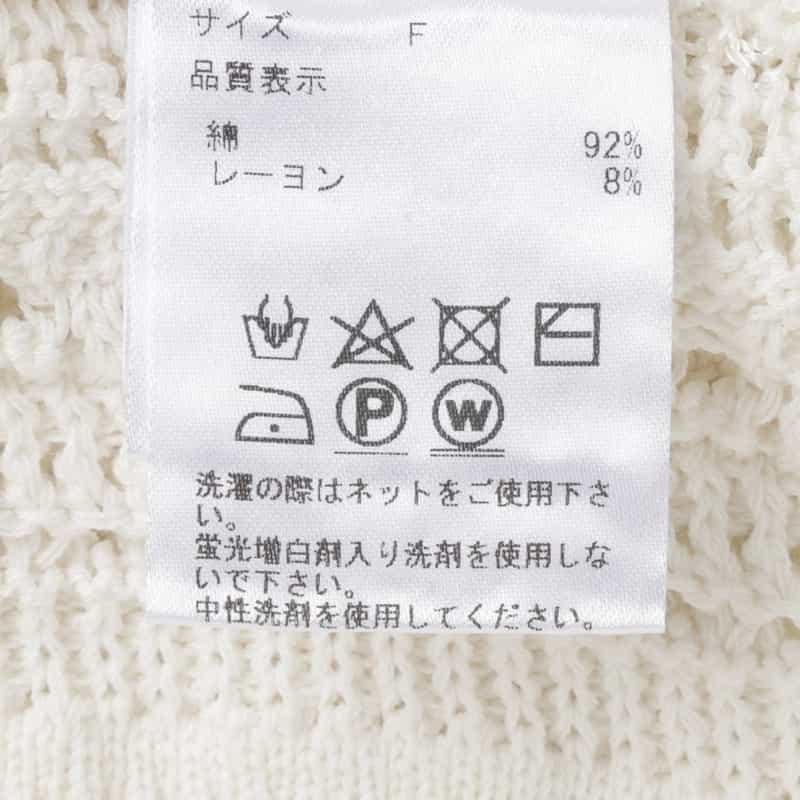 サイズ F
品質表示
綿 92%
レーヨン 8%
P W
洗濯の際はネットをご使用下さ
い。
蛍光増白剤入り洗剤を使用しな
いで下さい。
中性洗剤を使用してください。